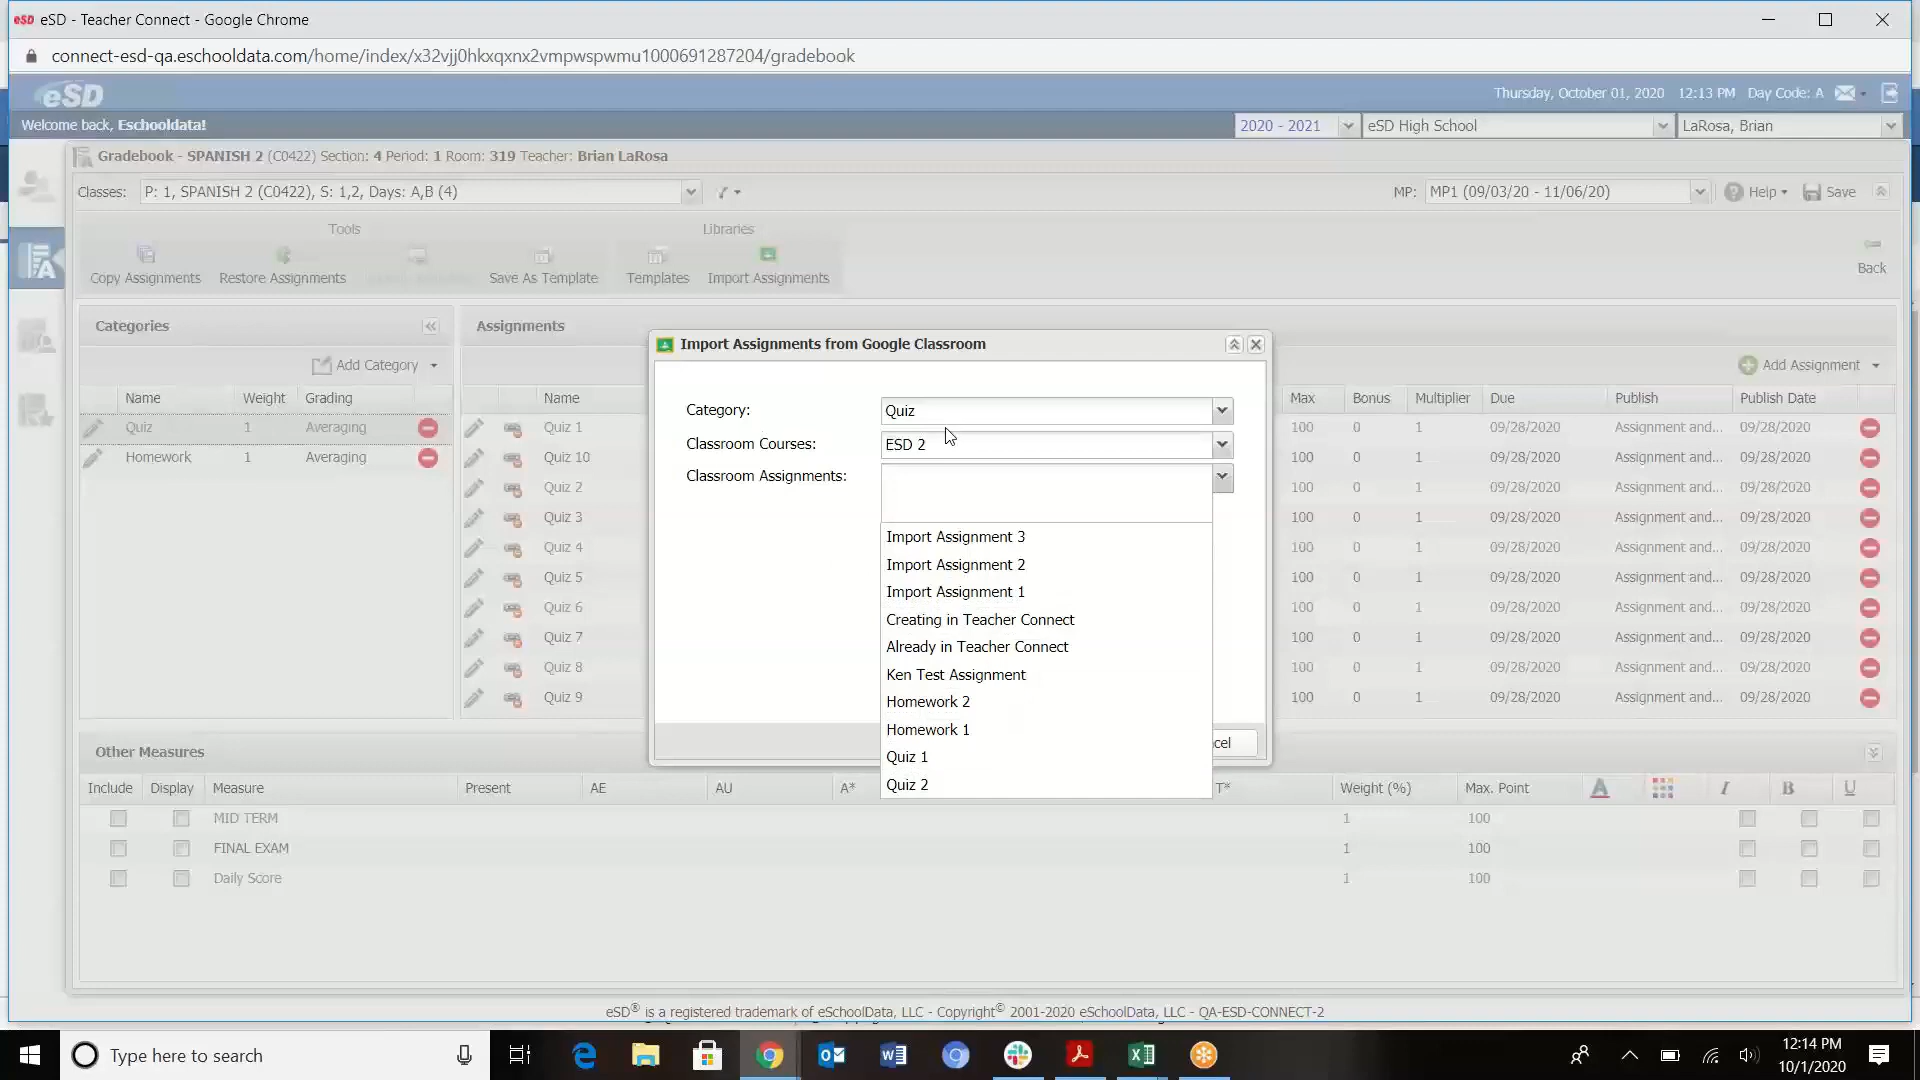 eSD - Teacher Connect - Google Chrome
connect-esd-qa.eschooldata.com/home/index/x32vjj0hkxqxnx2vmpwspwmu1000691287204/gradebook
eSD
Thursday, October 01, 2020 12:13 PM Day Code: A
Welcome back, Eschooldata!
2020 - 2021
eSD High School
LaRosa, Brian
Gradebook - SPANISH 2 (C0422) Section: 4 Period: 1 Room: 319 Teacher: Brian LaRosa
Classes: P: 1, SPANISH 2 (C0422), S: 1,2, Days: A,B (4)
MP: MP1 (09/03/20 - 11/06/20) Help Save
Tools
Libraries
Copy Assignments Restore Assignments Save As Template Templates Import Assignments
Back
Categories
Add Category
Name Weight Grading
Quiz 1 Averaging
Homework 1 Averaging
Assignments
Add Assignment
Name Max Bonus Multiplier Due Publish Publish Date
Quiz 1 100 0 1 09/28/2020 Assignment and... 09/28/2020
Quiz 10 100 0 1 09/28/2020 Assignment and... 09/28/2020
Quiz 2 100 0 1 09/28/2020 Assignment and... 09/28/2020
Quiz 3 100 0 1 09/28/2020 Assignment and... 09/28/2020
Quiz 4 100 0 1 09/28/2020 Assignment and... 09/28/2020
Quiz 5 100 0 1 09/28/2020 Assignment and... 09/28/2020
Quiz 6 100 0 1 09/28/2020 Assignment and... 09/28/2020
Quiz 7 100 0 1 09/28/2020 Assignment and... 09/28/2020
Quiz 8 100 0 1 09/28/2020 Assignment and... 09/28/2020
Quiz 9 100 0 1 09/28/2020 Assignment and... 09/28/2020
Import Assignments from Google Classroom
Category: Quiz
Classroom Courses: ESD 2
Classroom Assignments:
Import Assignment 3
Import Assignment 2
Import Assignment 1
Creating in Teacher Connect
Already in Teacher Connect
Ken Test Assignment
Homework 2
Homework 1
Quiz 1
Quiz 2
cel
Other Measures
Include Display Measure Present AE AU A* T* Weight (%) Max. Point A I B U
MID TERM 1 100
FINAL EXAM 1 100
Daily Score 1 100
eSD® is a registered trademark of eSchoolData, LLC - Copyright© 2001-2020 eSchoolData, LLC - QA-ESD-CONNECT-2
Type here to search
12:14 PM
10/1/2020